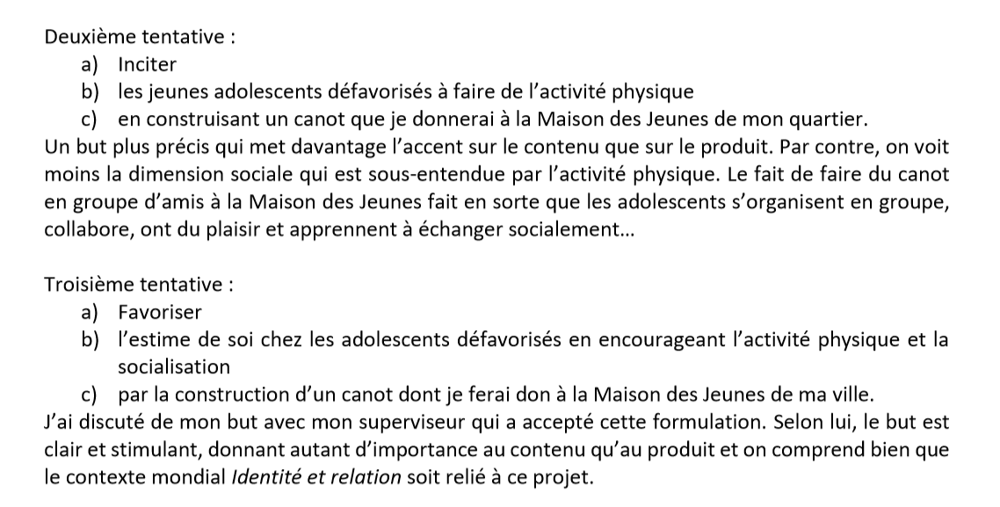 Deuxième tentative :
a) Inciter
b) les jeunes adolescents défavorisés à faire de l’activité physique
c) en construisant un canot que je donnerai à la Maison des Jeunes de mon quartier.
Un but plus précis qui met davantage l’accent sur le contenu que sur le produit. Par contre, on voit
moins la dimension sociale qui est sous-entendue par l’activité physique. Le fait de faire du canot
en groupe d’amis à la Maison des Jeunes fait en sorte que les adolescents s’organisent en groupe,
collabore, ont du plaisir et apprennent à échanger socialement…
Troisième tentative :
a) Favoriser
b) l’estime de soi chez les adolescents défavorisés en encourageant l’activité physique et la
socialisation
c) par la construction d’un canot dont je ferai don à la Maison des Jeunes de ma ville.
J’ai discuté de mon but avec mon superviseur qui a accepté cette formulation. Selon lui, le but est
clair et stimulant, donnant autant d’importance au contenu qu’au produit et on comprend bien que
le contexte mondial Identité et relation soit relié à ce projet.